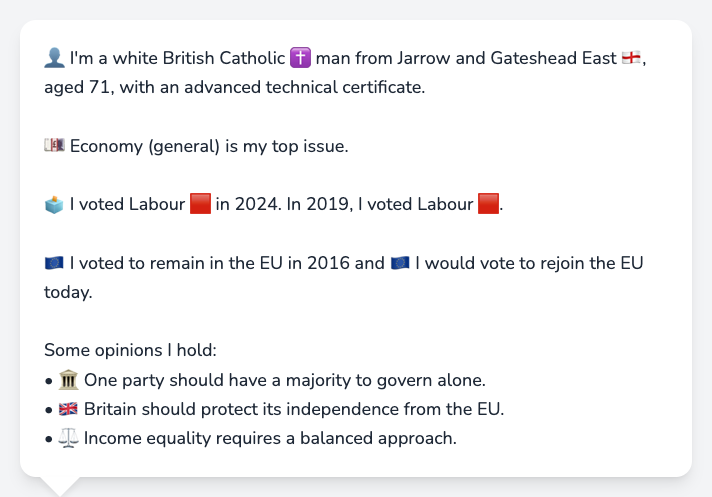 👤 I'm a white British Catholic ✝️ man from Jarrow and Gateshead East 🏴󠁧󠁢󠁥󠁮󠁧󠁿,
aged 71, with an advanced technical certificate.
💷 Economy (general) is my top issue.
🗳️ I voted Labour 🟥 in 2024. In 2019, I voted Labour 🟥.
🇪🇺 I voted to remain in the EU in 2016 and 🇪🇺 I would vote to rejoin the EU
today.
Some opinions I hold:
• 🏛️ One party should have a majority to govern alone.
• 🇬🇧 Britain should protect its independence from the EU.
• ⚖️ Income equality requires a balanced approach.